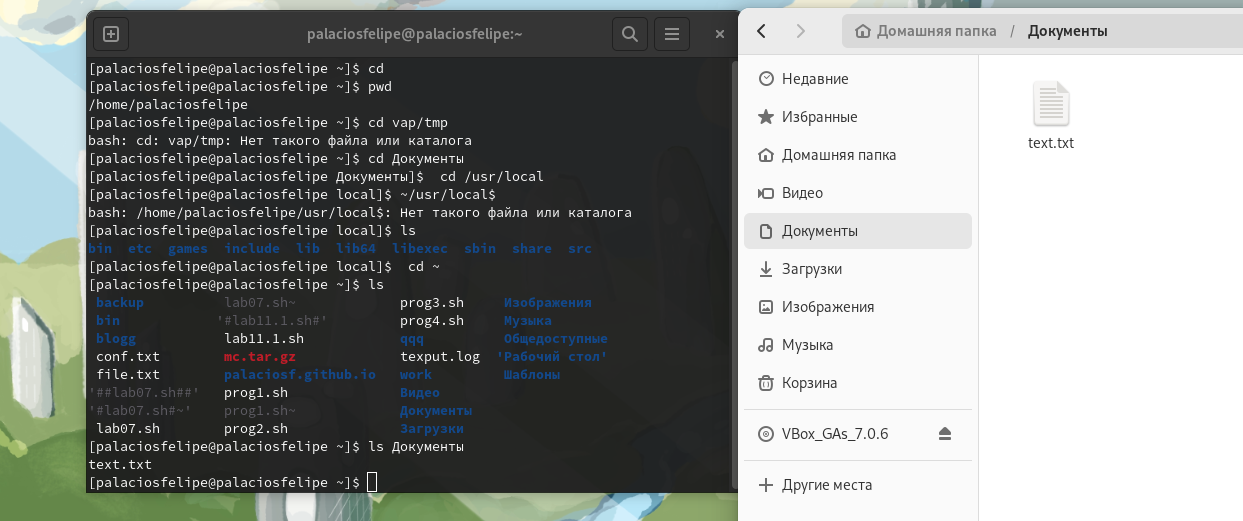 palaciosfelipe@palaciosfelipe:~
[palaciosfelipe@palaciosfelipe ~]$ cd
[palaciosfelipe@palaciosfelipe ~]$ pwd
/home/palaciosfelipe
[palaciosfelipe@palaciosfelipe ~]$ cd vap/tmp
bash: cd: vap/tmp: Нет такого файла или каталога
[palaciosfelipe@palaciosfelipe ~]$ cd Документы
[palaciosfelipe@palaciosfelipe Документы]$  cd /usr/local
[palaciosfelipe@palaciosfelipe local]$ ~/usr/local$
bash: /home/palaciosfelipe/usr/local$: Нет такого файла или каталога
[palaciosfelipe@palaciosfelipe local]$ ls
bin  etc  games  include  lib  lib64  libexec  sbin  share  src
[palaciosfelipe@palaciosfelipe local]$  cd ~
[palaciosfelipe@palaciosfelipe ~]$ ls
 backup          lab07.sh~             prog3.sh     Изображения
 bin            '#lab11.1.sh#'         prog4.sh     Музыка
 blogg           lab11.1.sh            qqq          Общедоступные
 conf.txt        mc.tar.gz             texput.log  'Рабочий стол'
 file.txt        palaciosf.github.io   work         Шаблоны
'##lab07.sh##'   prog1.sh              Видео
'#lab07.sh#~'    prog1.sh~             Документы
 lab07.sh        prog2.sh              Загрузки
[palaciosfelipe@palaciosfelipe ~]$ ls Документы
text.txt
[palaciosfelipe@palaciosfelipe ~]$
Домашняя папка / Документы
Недавние
Избранные
Домашняя папка
Видео
Документы
Загрузки
Изображения
Музыка
Корзина
VBox_GAs_7.0.6
Другие места
text.txt